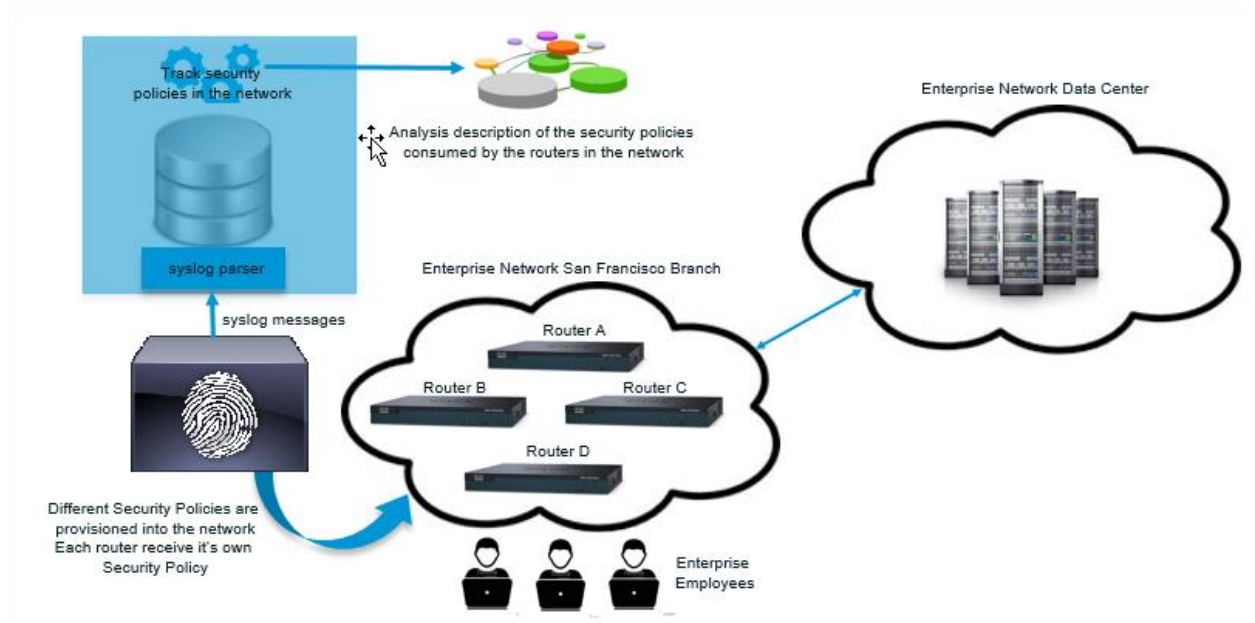 Track security
policies in the network
Analysis description of the security policies
consumed by the routers in the network
syslog parser
syslog messages
Different Security Policies are
provisioned into the network
Each router receive it's own
Security Policy
Enterprise Network San Francisco Branch
Router A
Router B
Router C
Router D
Enterprise
Employees
Enterprise Network Data Center